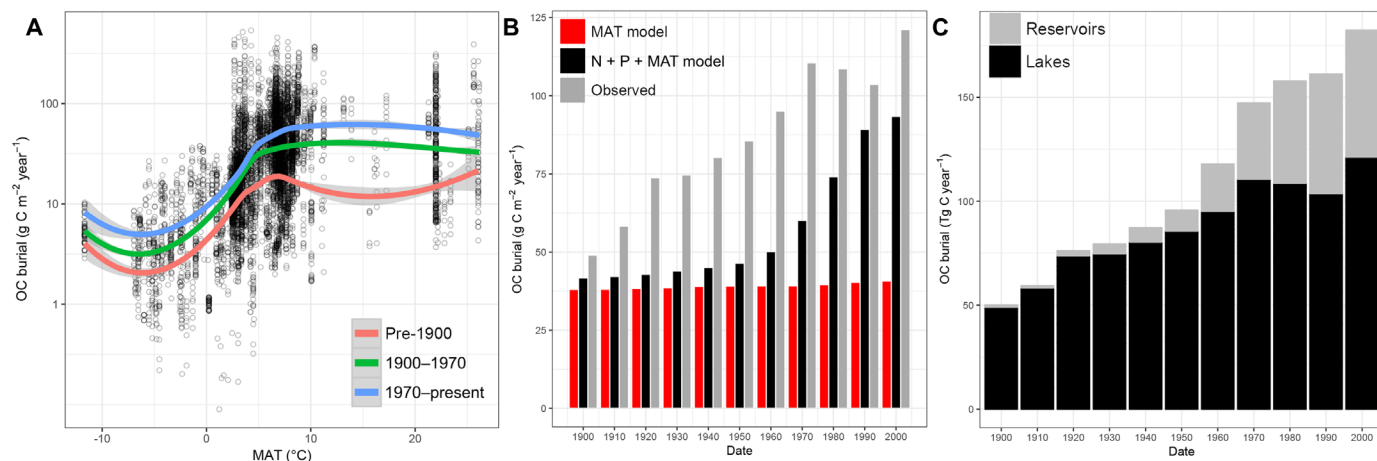 A
OC burial (g C m⁻² year⁻¹)
100
10
1
-10
0
10
20
MAT (°C)
Pre-1900
1900–1970
1970–present
B
OC burial (g C m⁻² year⁻¹)
125
100
75
50
25
0
MAT model
N + P + MAT model
Observed
1900 1910 1920 1930 1940 1950 1960 1970 1980 1990 2000
Date
C
OC burial (Tg C year⁻¹)
150
100
50
0
Reservoirs
Lakes
1900 1910 1920 1930 1940 1950 1960 1970 1980 1990 2000
Date